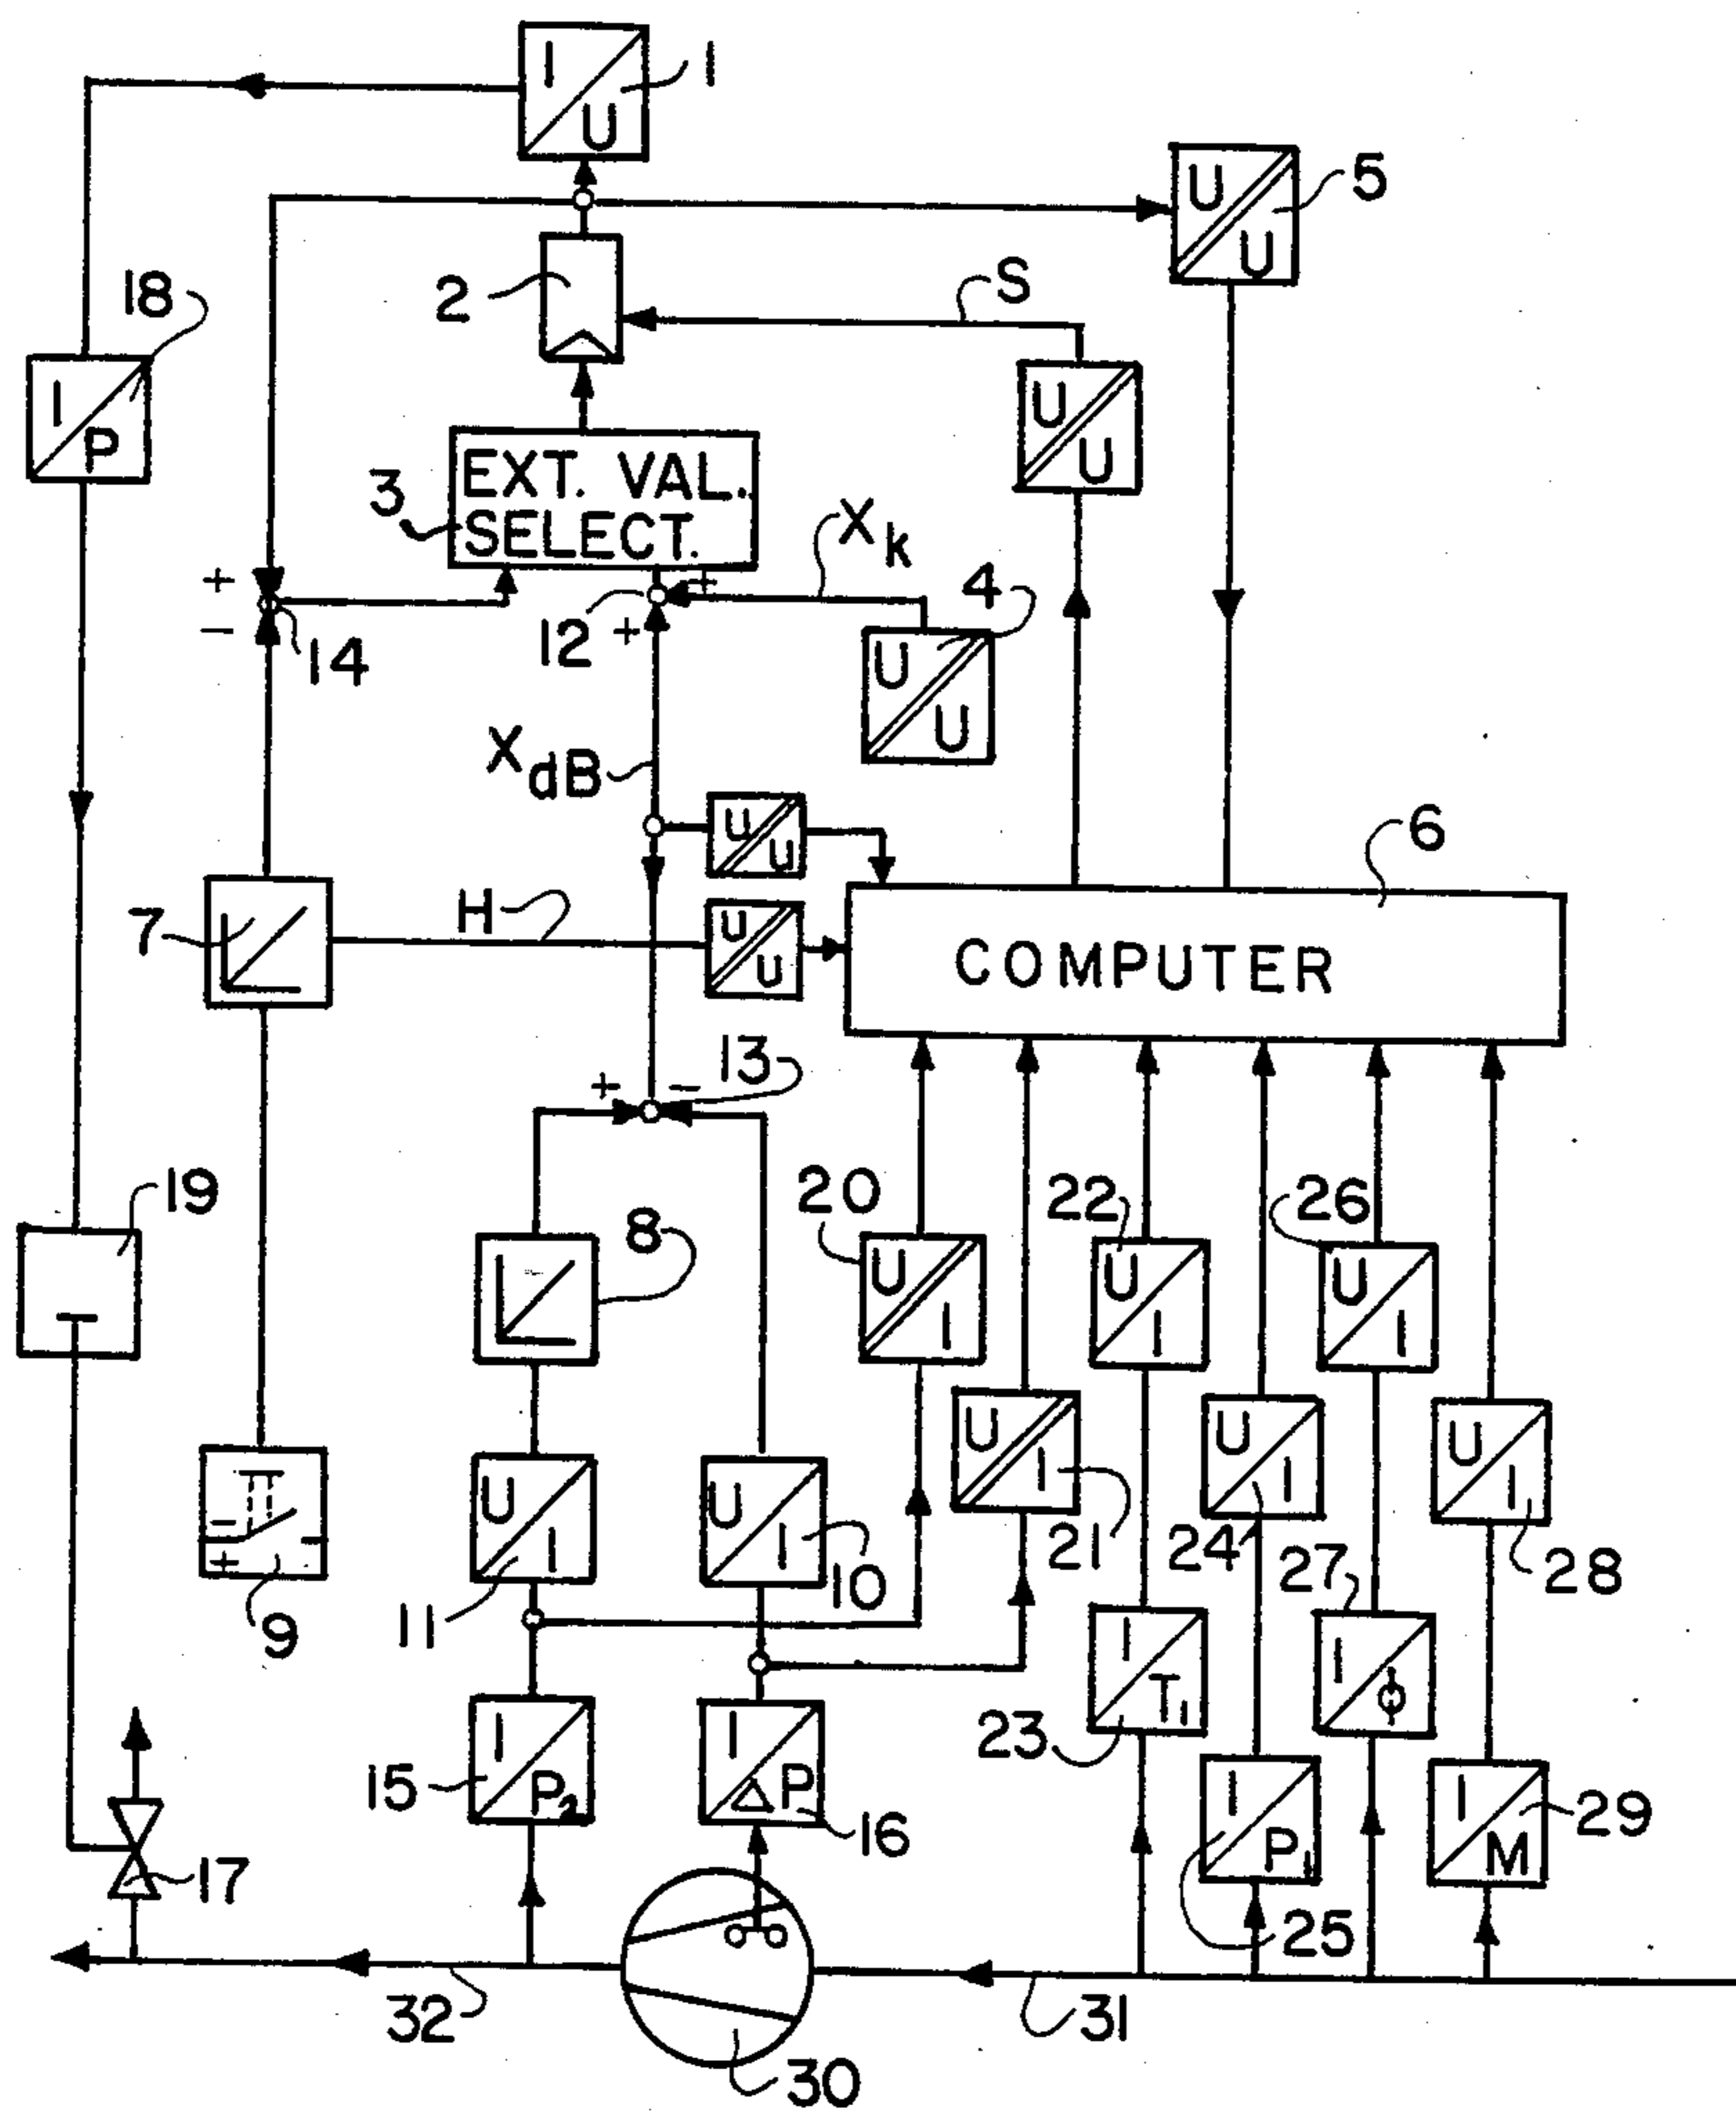 I
U
1
U
U
5
18
2
S
I
P
U
U
EXT. VAL.
SELECT.
3
X k
4
+
−
14
12
+
+
U
U
X dB
U
U
6
7
H
U
U
COMPUTER
13
+
−
19
8
20
22
26
U
I
U
I
U
I
U
I
U
I
U
I
U
I
U
I
−
+
9
11
10
21
24
27
28
I
T1
I
Φ
23
15
I
P2
I
ΔP
16
I
P1
I
M
29
17
25
32
31
30